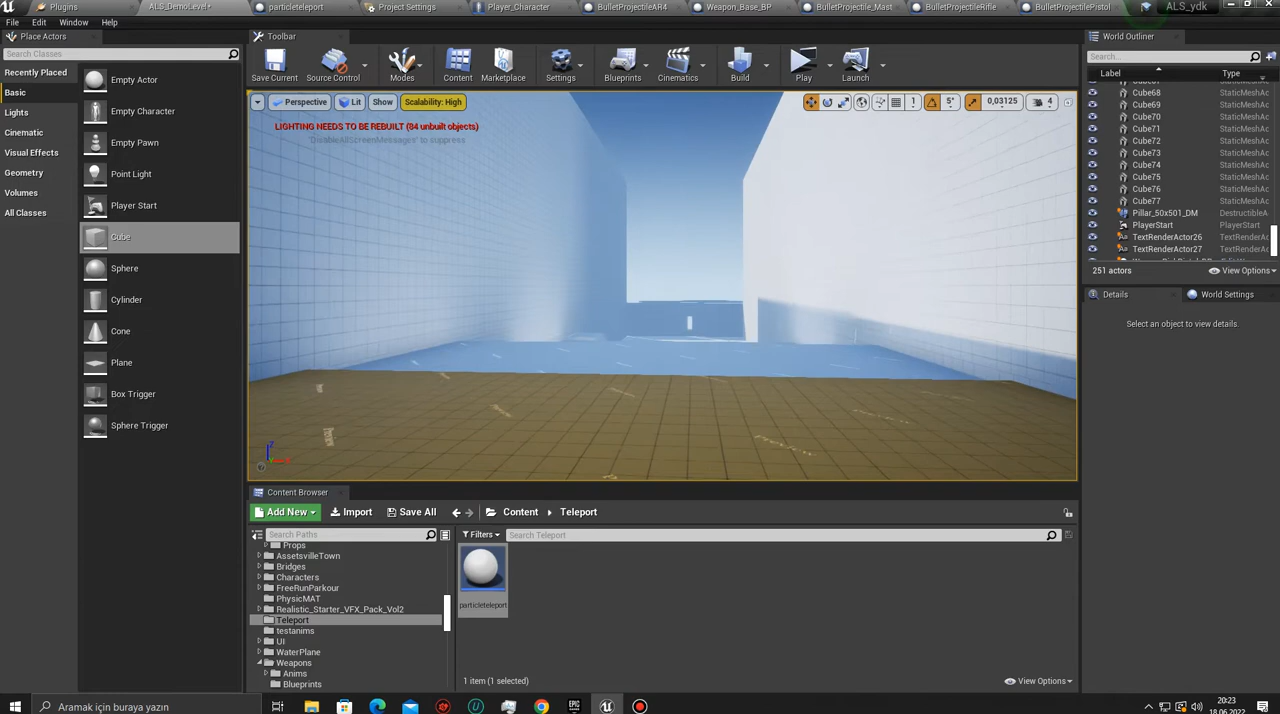 Plugins
ALS_DemoLevel*
particleteleport
Project Settings
Player_Character
BulletProjectileAR4
Weapon_Base_BP
BulletProjectile_Mast
BulletProjectileRifle
BulletProjectilePistol
ALS_ydk
File Edit Window Help
Place Actors
Search Classes
Recently Placed
Basic
Lights
Cinematic
Visual Effects
Geometry
Volumes
All Classes
Empty Actor
Empty Character
Empty Pawn
Point Light
Player Start
Cube
Sphere
Cylinder
Cone
Plane
Box Trigger
Sphere Trigger
Toolbar
Save Current
Source Control
Modes
Content
Marketplace
Settings
Blueprints
Cinematics
Build
Play
Launch
Perspective
Lit
Show
Scalability: High
1
5°
0,03125
4
LIGHTING NEEDS TO BE REBUILT (84 unbuilt objects)
'DisableAllScreenMessages' to suppress
Content Browser
Add New
Import
Save All
Content
Teleport
Search Paths
Filters
Search Teleport
Props
AssetsvilleTown
Bridges
Characters
FreeRunParkour
PhysicMAT
Realistic_Starter_VFX_Pack_Vol2
Teleport
testanims
UI
WaterPlane
Weapons
Anims
Blueprints
particleteleport
1 item (1 selected)
View Options
World Outliner
Search...
Label Type
Cube68 StaticMeshAc
Cube69 StaticMeshAc
Cube70 StaticMeshAc
Cube71 StaticMeshAc
Cube72 StaticMeshAc
Cube73 StaticMeshAc
Cube74 StaticMeshAc
Cube75 StaticMeshAc
Cube76 StaticMeshAc
Cube77 StaticMeshAc
Pillar_50x501_DM DestructibleA
PlayerStart PlayerStart
TextRenderActor26 TextRenderAc
TextRenderActor27 TextRenderAc
251 actors
View Options
Details
World Settings
Select an object to view details.
Aramak için buraya yazın
20:23
18.06.2022